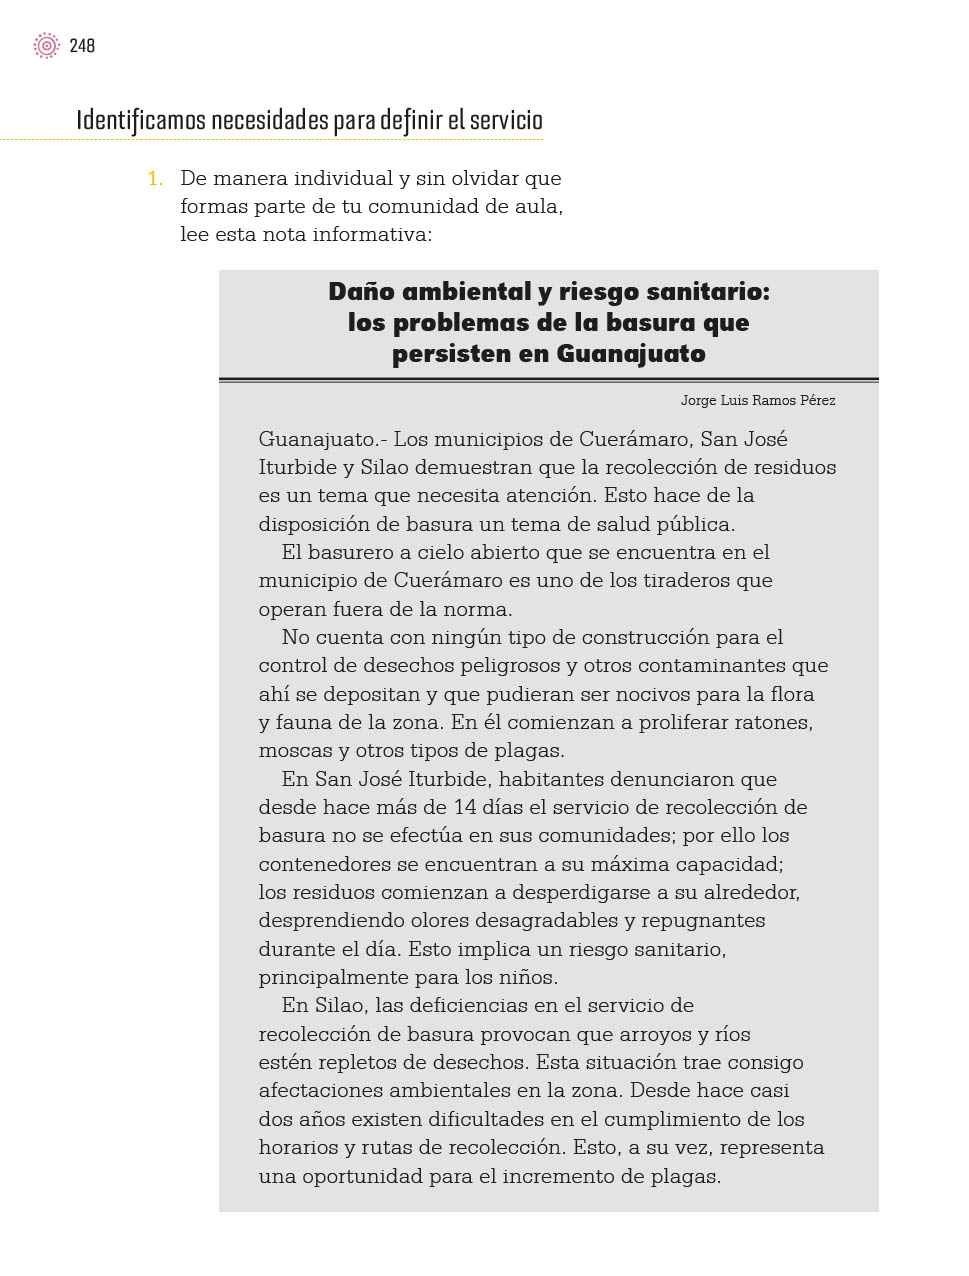 248
Identificamos necesidades para definir el servicio
1. De manera individual y sin olvidar que
formas parte de tu comunidad de aula,
lee esta nota informativa:
Daño ambiental y riesgo sanitario:
los problemas de la basura que
persisten en Guanajuato
Jorge Luis Ramos Pérez
Guanajuato.- Los municipios de Cuerámaro, San José
Iturbide y Silao demuestran que la recolección de residuos
es un tema que necesita atención. Esto hace de la
disposición de basura un tema de salud pública.
El basurero a cielo abierto que se encuentra en el
municipio de Cuerámaro es uno de los tiraderos que
operan fuera de la norma.
No cuenta con ningún tipo de construcción para el
control de desechos peligrosos y otros contaminantes que
ahí se depositan y que pudieran ser nocivos para la flora
y fauna de la zona. En él comienzan a proliferar ratones,
moscas y otros tipos de plagas.
En San José Iturbide, habitantes denunciaron que
desde hace más de 14 días el servicio de recolección de
basura no se efectúa en sus comunidades; por ello los
contenedores se encuentran a su máxima capacidad;
los residuos comienzan a desperdigarse a su alrededor,
desprendiendo olores desagradables y repugnantes
durante el día. Esto implica un riesgo sanitario,
principalmente para los niños.
En Silao, las deficiencias en el servicio de
recolección de basura provocan que arroyos y ríos
estén repletos de desechos. Esta situación trae consigo
afectaciones ambientales en la zona. Desde hace casi
dos años existen dificultades en el cumplimiento de los
horarios y rutas de recolección. Esto, a su vez, representa
una oportunidad para el incremento de plagas.